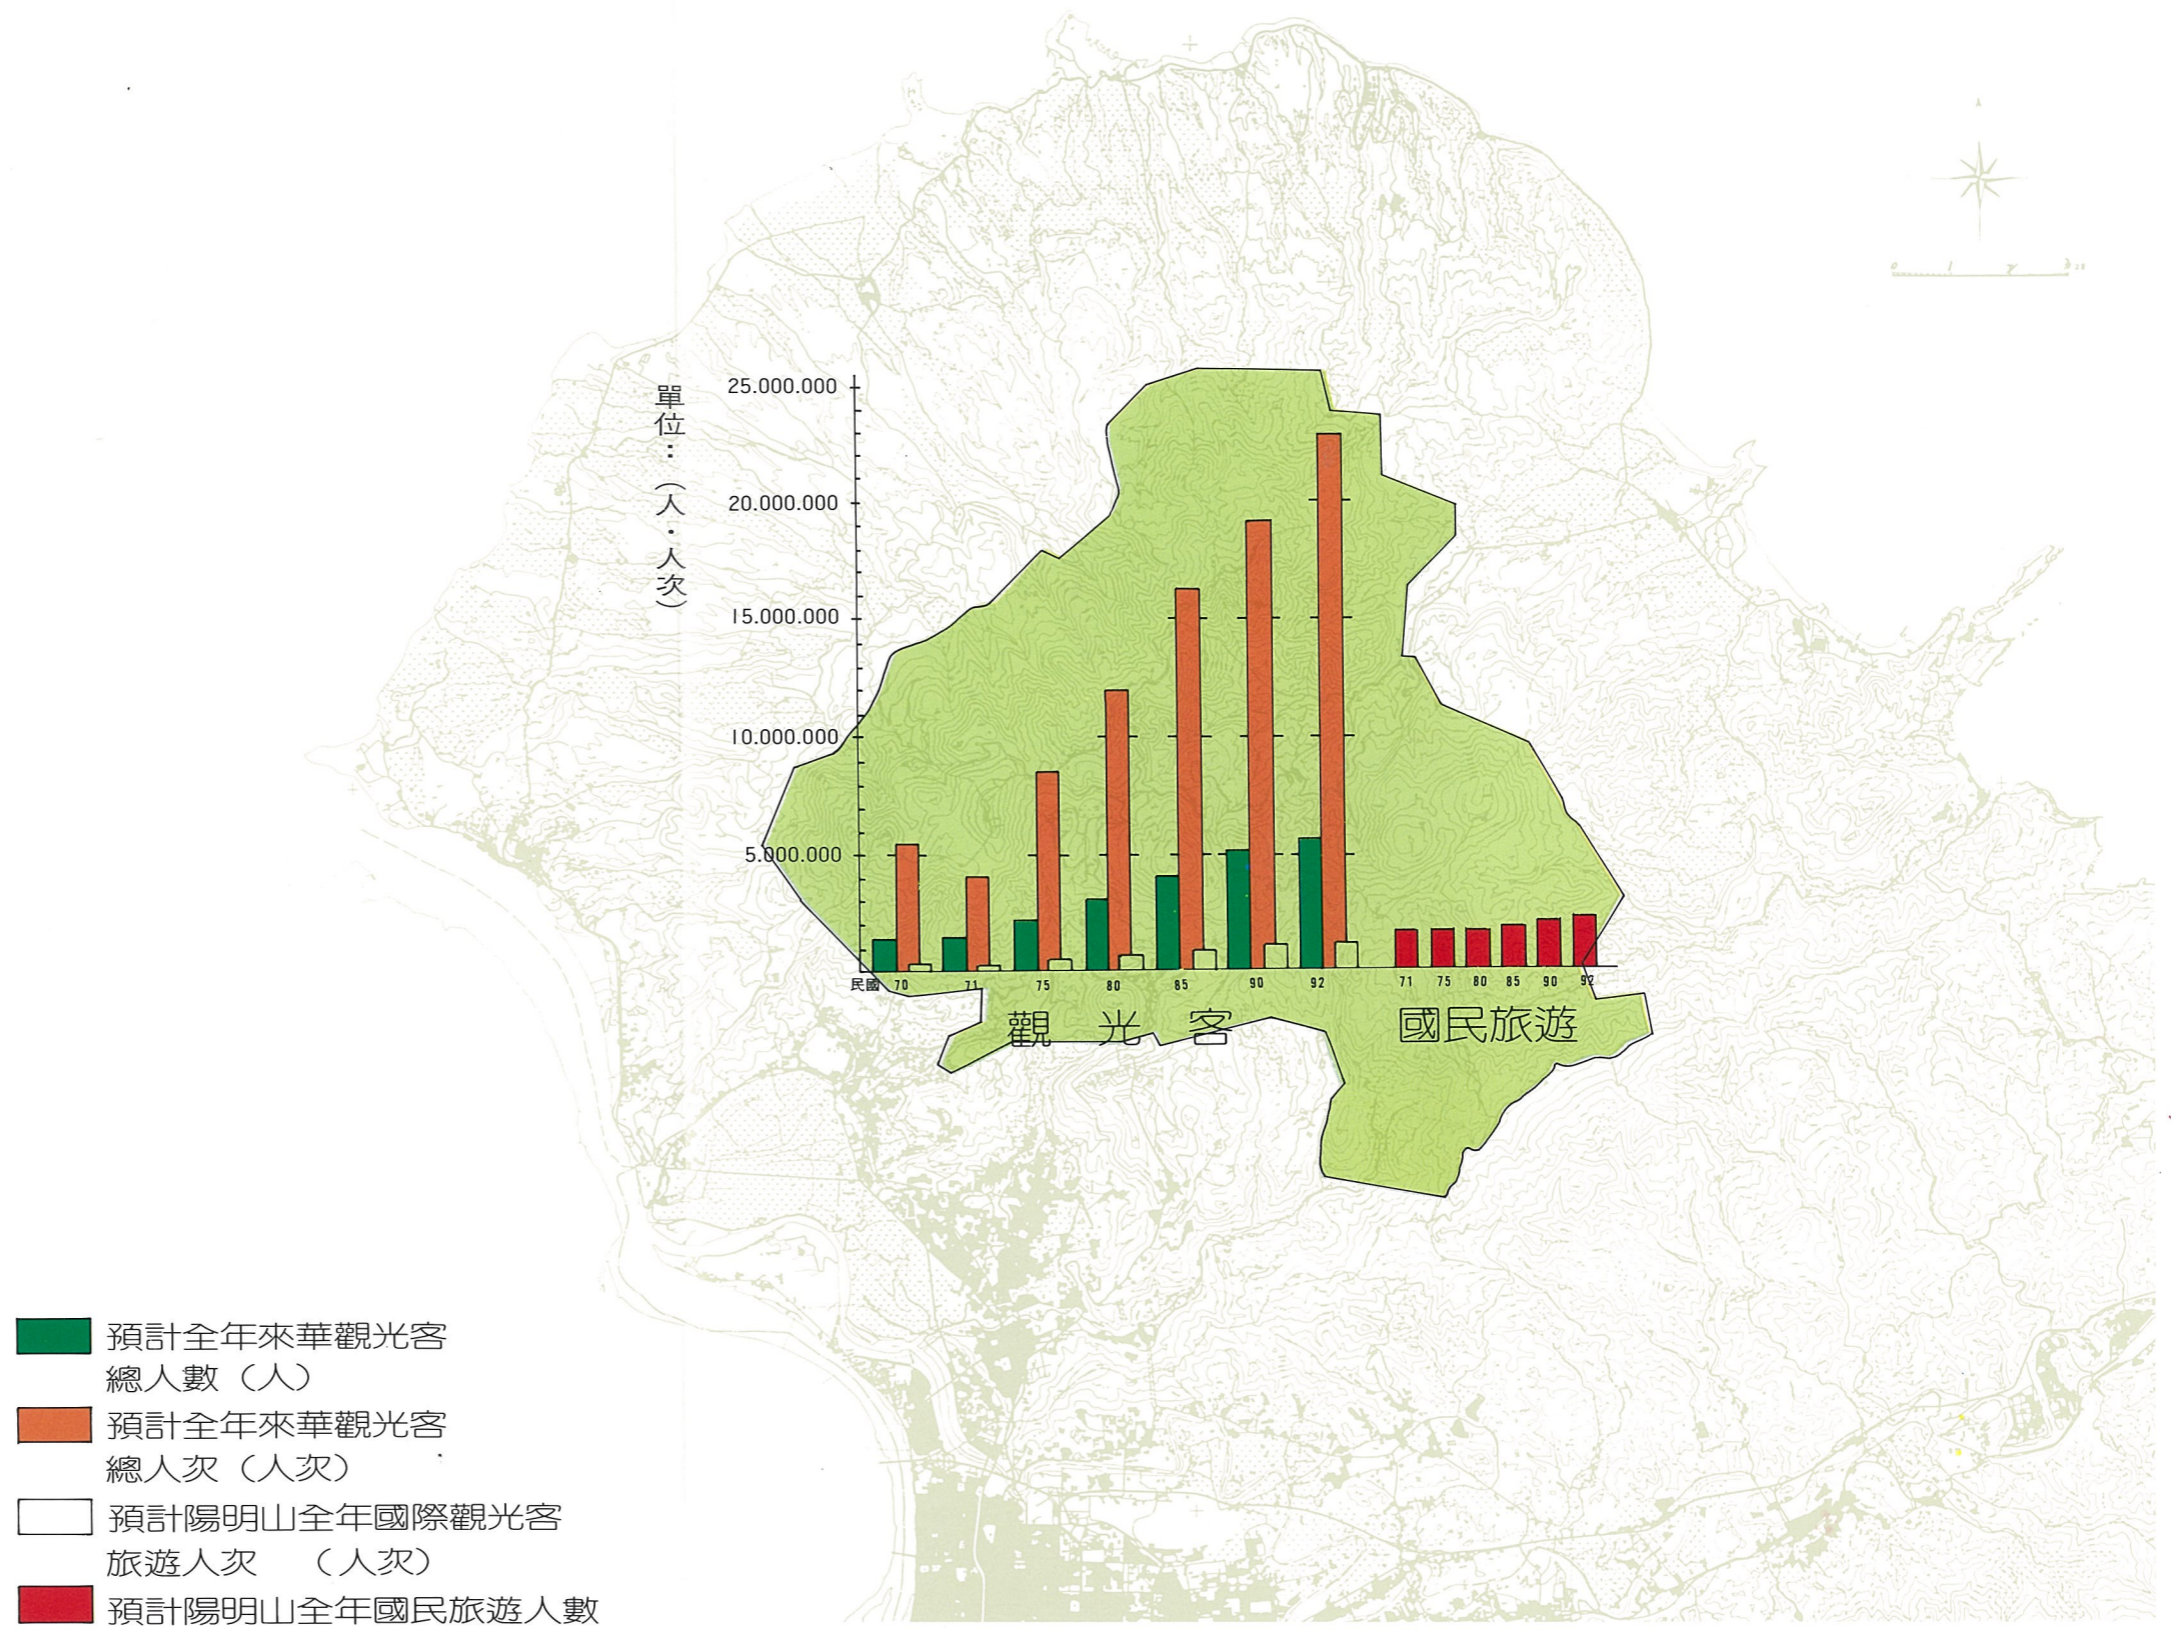 單位：（人・人次）
25.000.000
20.000.000
15.000.000
10.000.000
5.000.000
民國 70 71 75 80 85 90 92 71 75 80 85 90 92
觀光客 國民旅遊
0 1 2 3
預計全年來華觀光客
總人數（人）
預計全年來華觀光客
總人次（人次）
預計陽明山全年國際觀光客
旅遊人次 （人次）
預計陽明山全年國民旅遊人數